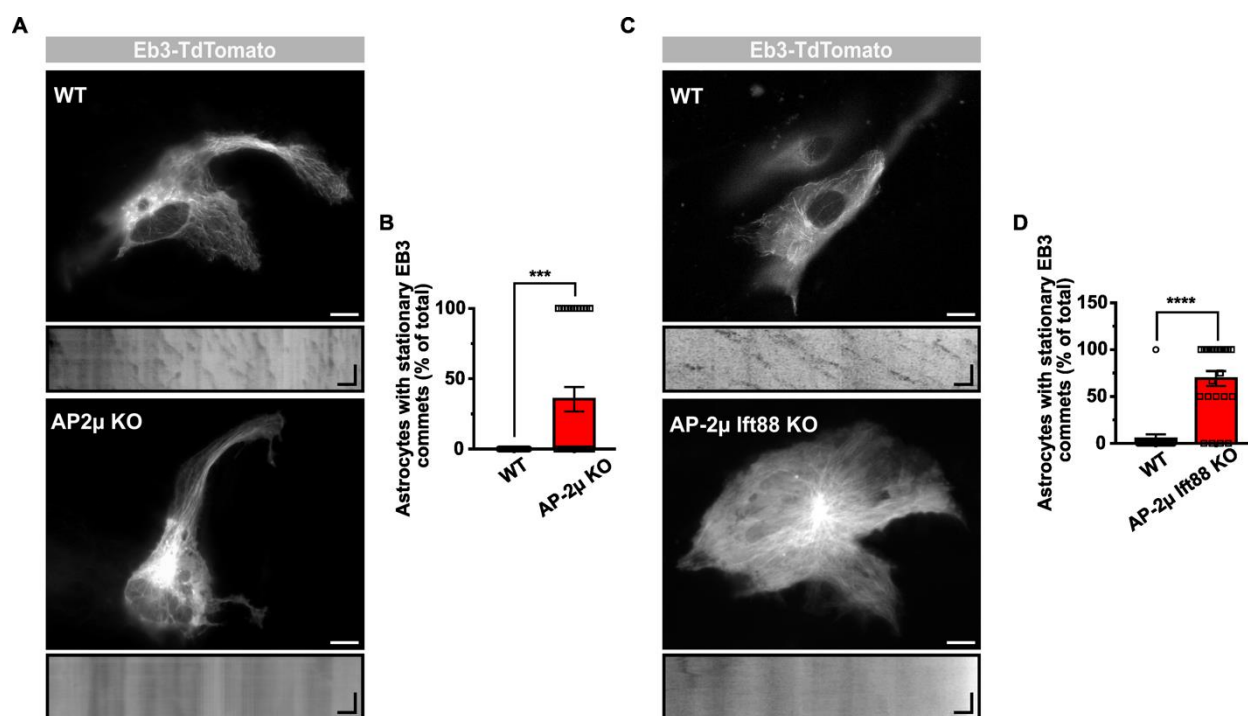 A
Eb3-TdTomato
WT
AP2μ KO
B
Astrocytes with stationary EB3
commets (% of total)
100
50
0
***
WT
AP-2μ KO
C
Eb3-TdTomato
WT
AP-2μ Ift88 KO
D
Astrocytes with stationary EB3
commets (% of total)
150
100
50
0
****
WT
AP-2μ Ift88 KO